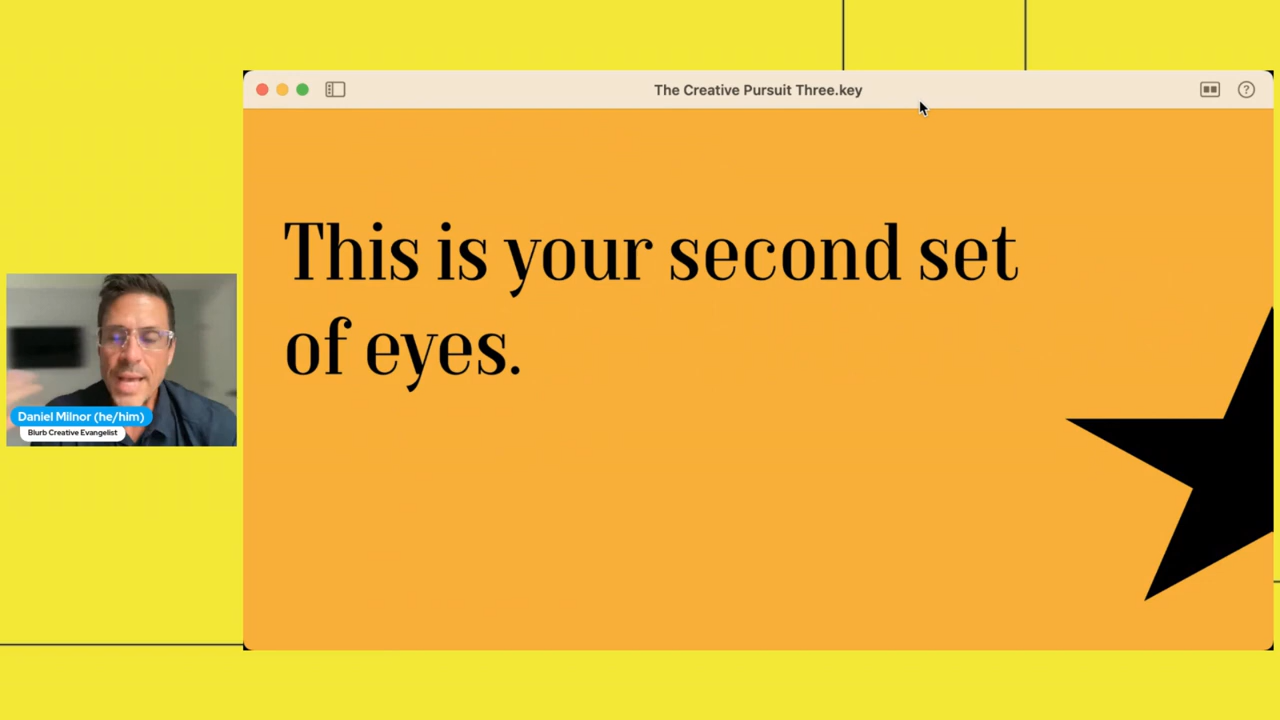 The Creative Pursuit Three.key
?
This is your second set
of eyes.
Daniel Milnor (he/him)
Blurb Creative Evangelist